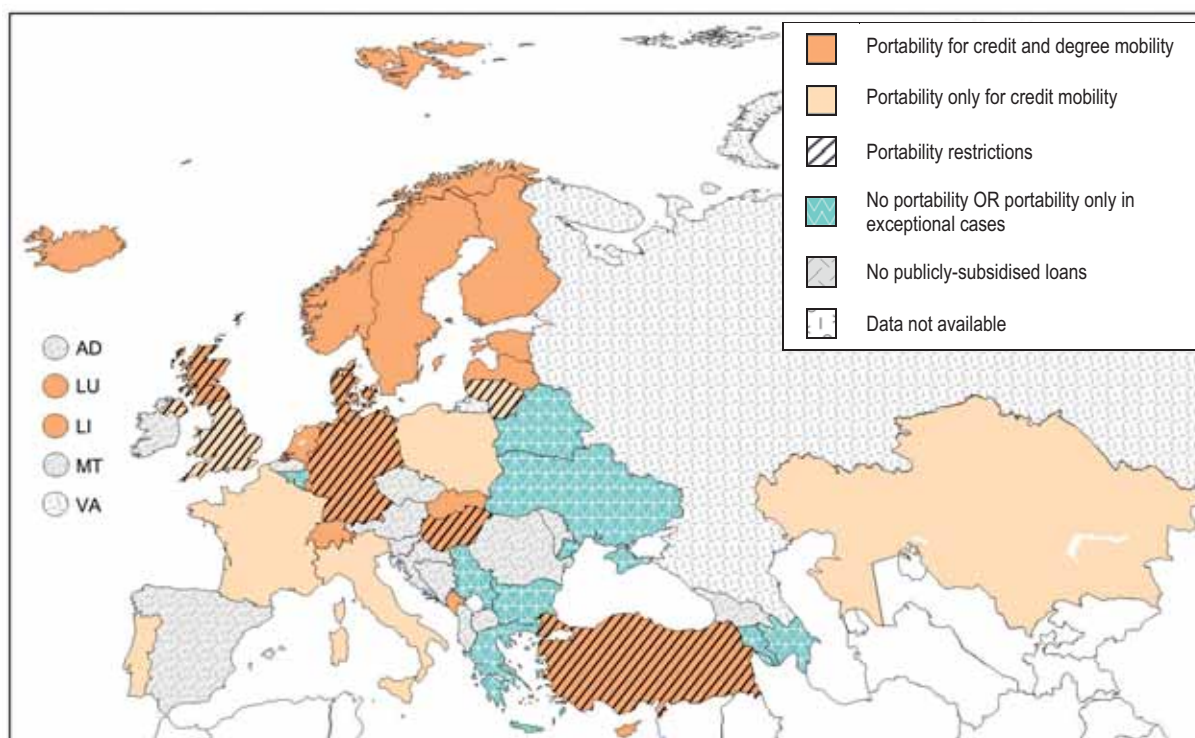 Portability for credit and degree mobility
Portability only for credit mobility
Portability restrictions
No portability OR portability only in
exceptional cases
No publicly-subsidised loans
Data not available
AD
LU
LI
MT
VA